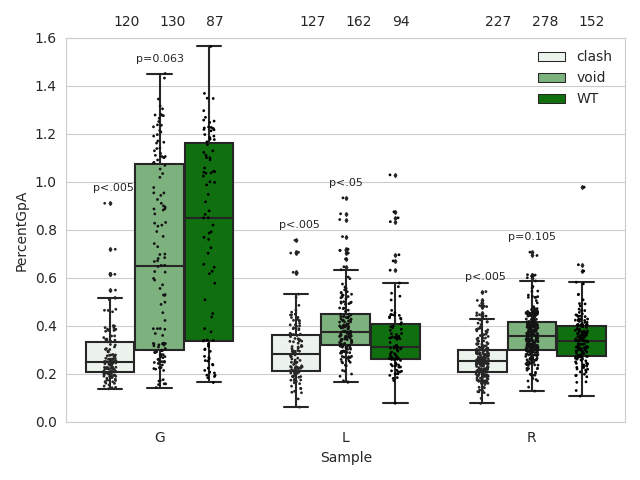 120 130 87 127 162 94 227 278 152
1.6
1.4
1.2
1.0
0.8
0.6
0.4
0.2
0.0
PercentGpA
p<.005
p=0.063
p<.005
p<.05
p<.005
p=0.105
clash
void
WT
G L R
Sample